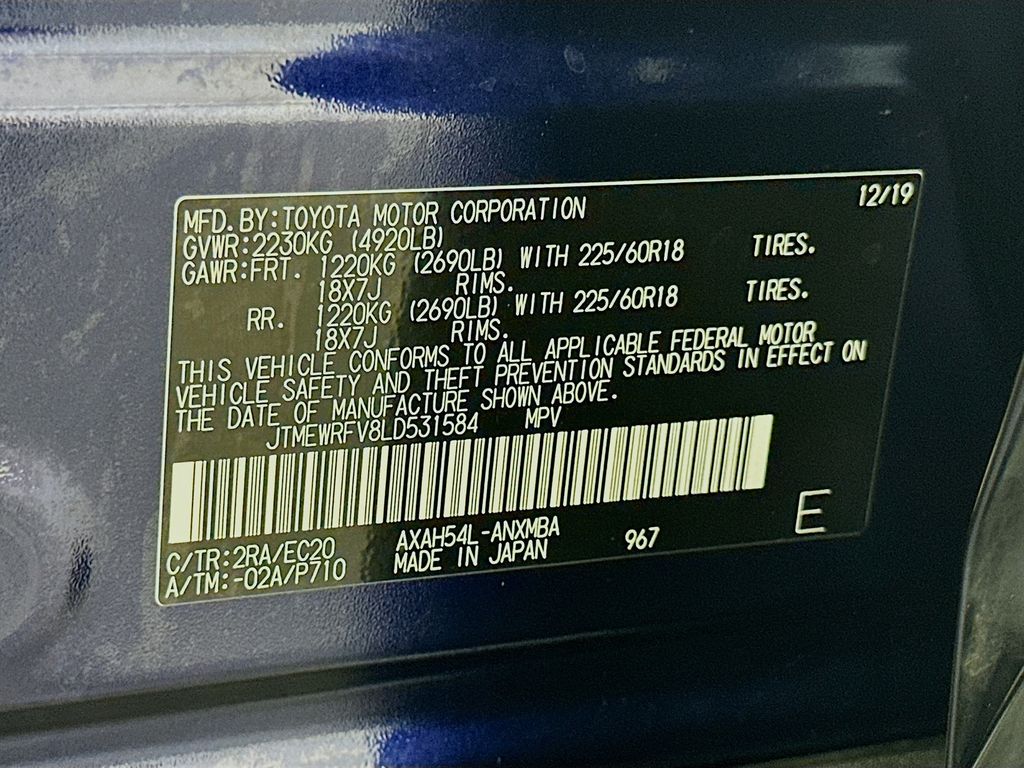 12/19
MFD.BY:TOYOTA MOTOR CORPORATION
GVWR:2230KG (4920LB)
GAWR:FRT. 1220KG (2690LB) WITH 225/60R18 TIRES.
18X7J RIMS.
RR. 1220KG (2690LB) WITH 225/60R18 TIRES.
18X7J RIMS.
THIS VEHICLE CONFORMS TO ALL APPLICABLE FEDERAL MOTOR
VEHICLE SAFETY AND THEFT PREVENTION STANDARDS IN EFFECT ON
THE DATE OF MANUFACTURE SHOWN ABOVE.
JTMEWRFV8LD531584 MPV
C/TR:2RA/EC20 AXAH54L-ANXMBA 967 E
A/TM:-02A/P710 MADE IN JAPAN